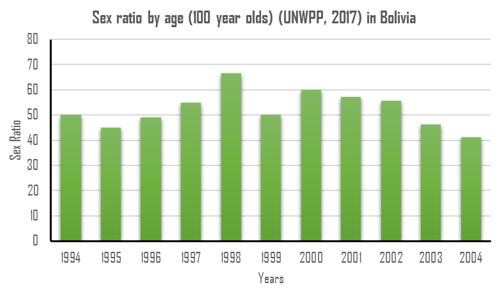 Sex ratio by age (100 year olds) (UNWPP, 2017) in Bolivia
80
70
60
50
40
30
20
10
0
Sex Ratio
1994 1995 1996 1997 1998 1999 2000 2001 2002 2003 2004
Years